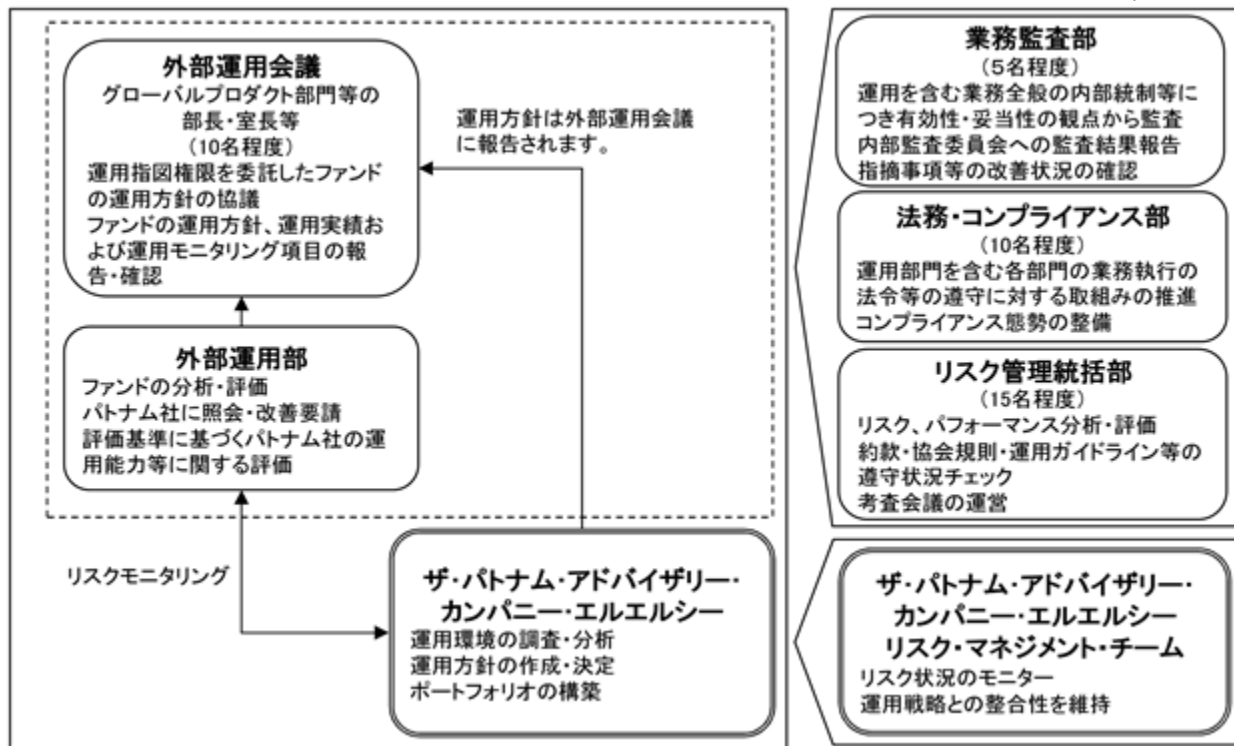 外部運用会議
グローバルプロダクト部門等の
部長・室長等
(10名程度)
運用指図権限を委託したファンド
の運用方針の協議
ファンドの運用方針、運用実績お
よび運用モニタリング項目の報
告・確認
運用方針は外部運用会議
に報告されます。
外部運用部
ファンドの分析・評価
パトナム社に照会・改善要請
評価基準に基づくパトナム社の運
用能力等に関する評価
リスクモニタリング
ザ・パトナム・アドバイザリー・
カンパニー・エルエルシー
運用環境の調査・分析
運用方針の作成・決定
ポートフォリオの構築
業務監査部
(5名程度)
運用を含む業務全般の内部統制等に
つき有効性・妥当性の観点から監査
内部監査委員会への監査結果報告
指摘事項等の改善状況の確認
法務・コンプライアンス部
(10名程度)
運用部門を含む各部門の業務執行の
法令等の遵守に対する取組みの推進
コンプライアンス態勢の整備
リスク管理統括部
(15名程度)
リスク、パフォーマンス分析・評価
約款・協会規則・運用ガイドライン等の
遵守状況チェック
考査会議の運営
ザ・パトナム・アドバイザリー・
カンパニー・エルエルシー
リスク・マネジメント・チーム
リスク状況のモニター
運用戦略との整合性を維持